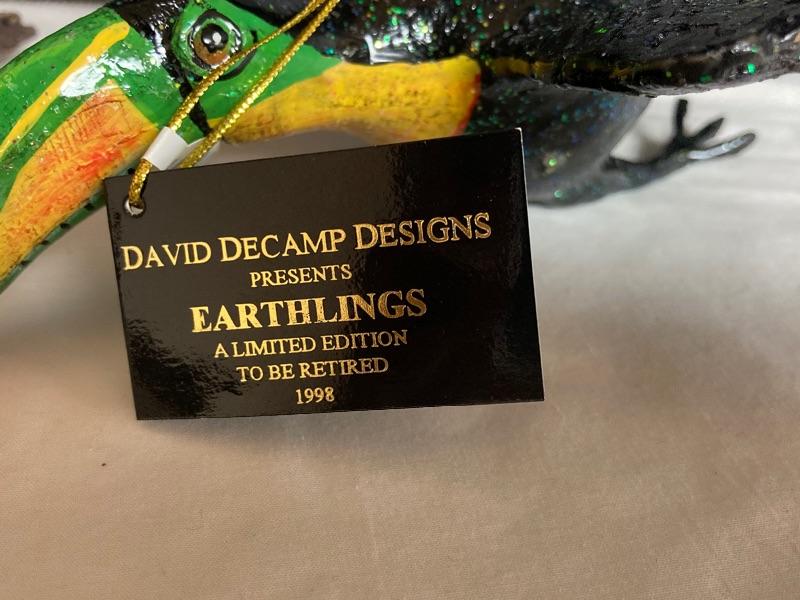 DAVID DECAMP DESIGNS
PRESENTS
EARTHLINGS
A LIMITED EDITION
TO BE RETIRED
1998